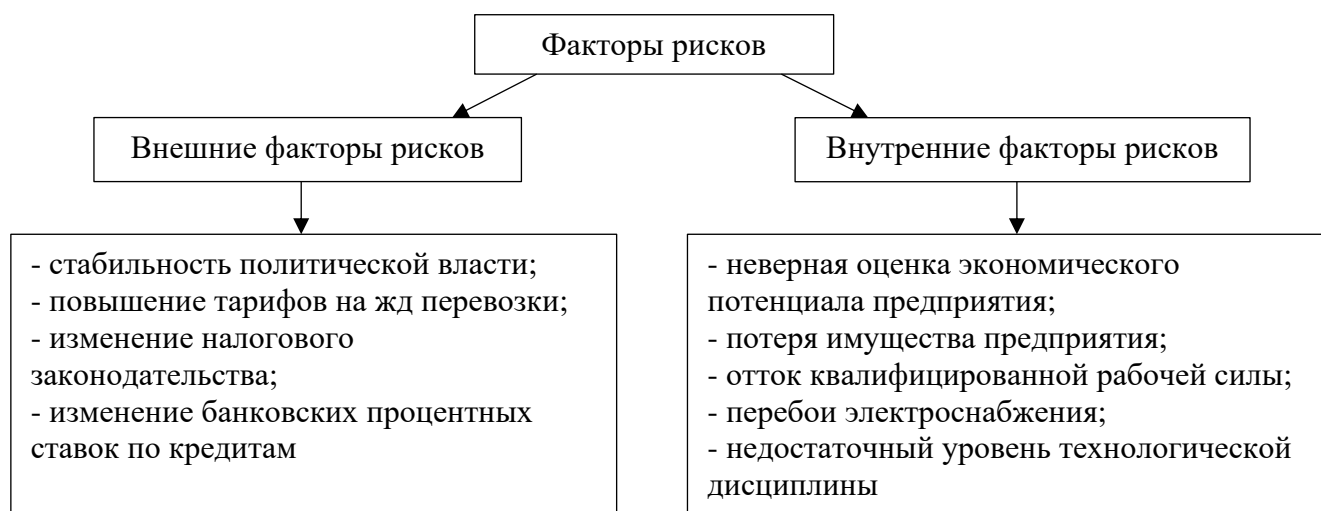 Факторы рисков
Внешние факторы рисков
Внутренние факторы рисков
- стабильность политической власти;
- повышение тарифов на жд перевозки;
- изменение налогового
законодательства;
- изменение банковских процентных
ставок по кредитам
- неверная оценка экономического
потенциала предприятия;
- потеря имущества предприятия;
- отток квалифицированной рабочей силы;
- перебои электроснабжения;
- недостаточный уровень технологической
дисциплины